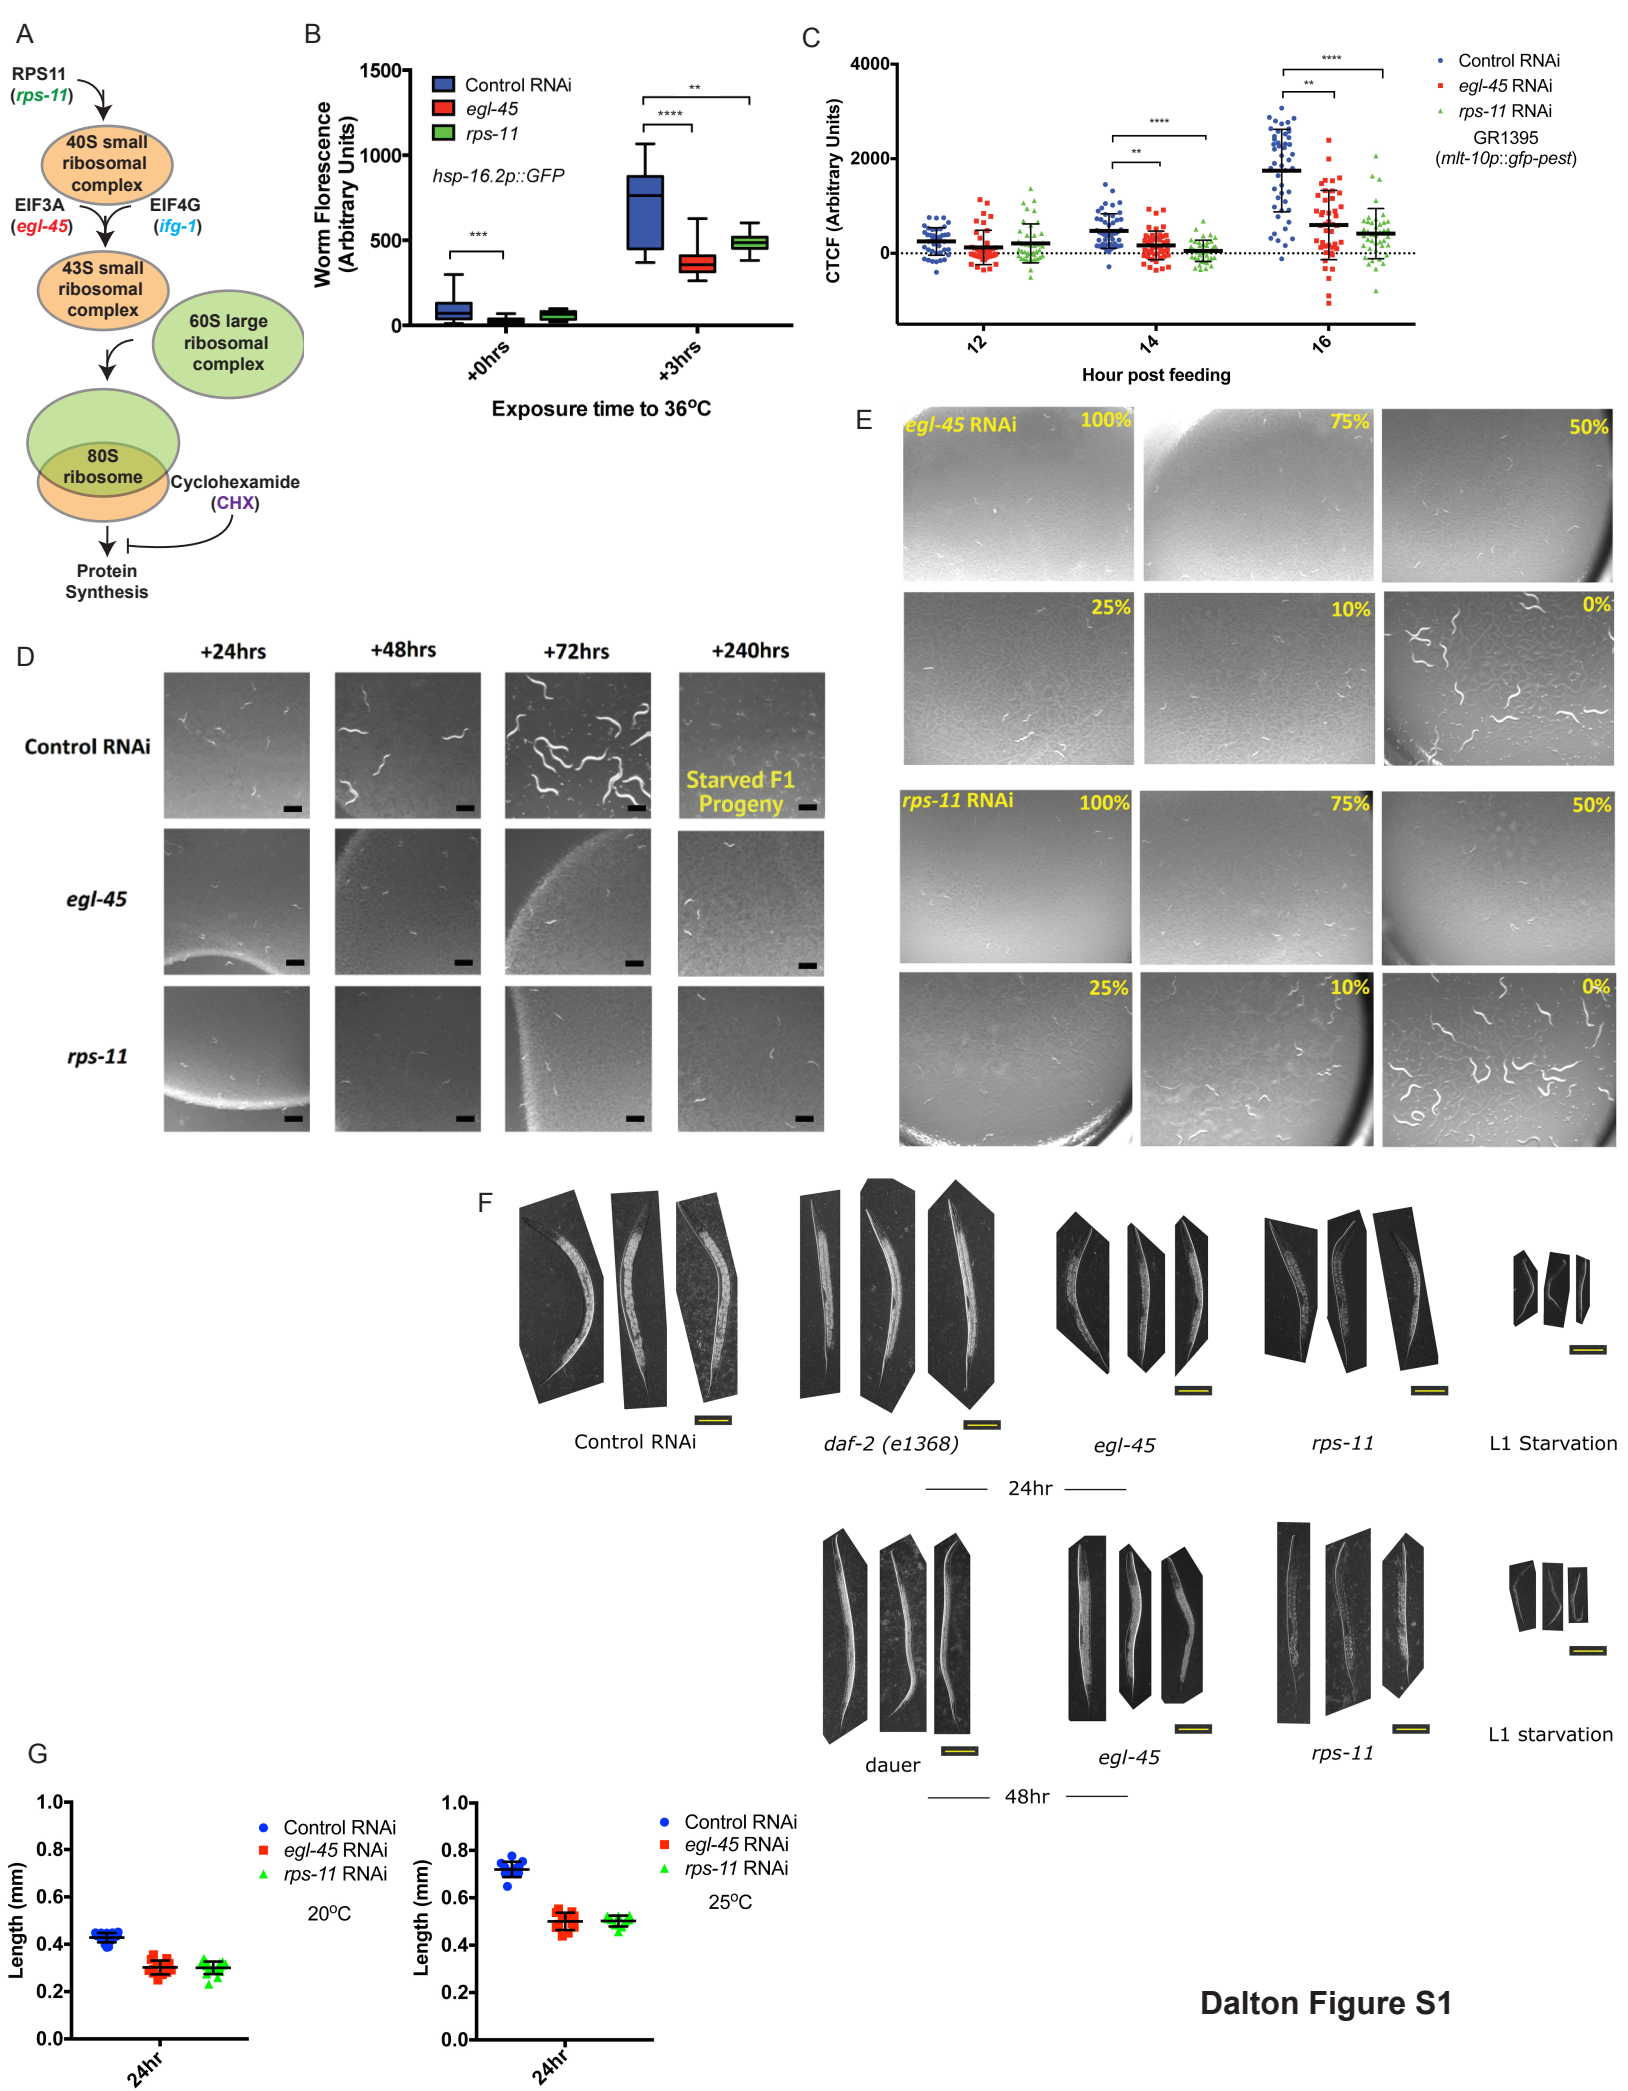 A
RPS11
(rps-11)
40S small
ribosomal
complex
EIF3A
(egl-45)
EIF4G
(ifg-1)
43S small
ribosomal
complex
60S large
ribosomal
complex
80S
ribosome
Cyclohexamide
(CHX)
Protein
Synthesis
B
Worm Florescence
(Arbitrary Units)
1500
1000
500
0
Control RNAi
egl-45
rps-11
hsp-16.2p::GFP
***
****
**
+0hrs
+3hrs
Exposure time to 36°C
C
CTCF (Arbitrary Units)
4000
2000
0
**
****
**
****
12
14
16
Hour post feeding
Control RNAi
egl-45 RNAi
rps-11 RNAi
GR1395
(mlt-10p::gfp-pest)
D
+24hrs
+48hrs
+72hrs
+240hrs
Control RNAi
Starved F1
Progeny
egl-45
rps-11
E
egl-45 RNAi
100%
75%
50%
25%
10%
0%
rps-11 RNAi
100%
75%
50%
25%
10%
0%
F
Control RNAi
daf-2 (e1368)
egl-45
rps-11
L1 Starvation
24hr
dauer
egl-45
rps-11
L1 starvation
48hr
G
Length (mm)
1.0
0.8
0.6
0.4
0.2
0.0
24hr
Control RNAi
egl-45 RNAi
rps-11 RNAi
20°C
Length (mm)
1.0
0.8
0.6
0.4
0.2
0.0
24hr
Control RNAi
egl-45 RNAi
rps-11 RNAi
25°C
Dalton Figure S1